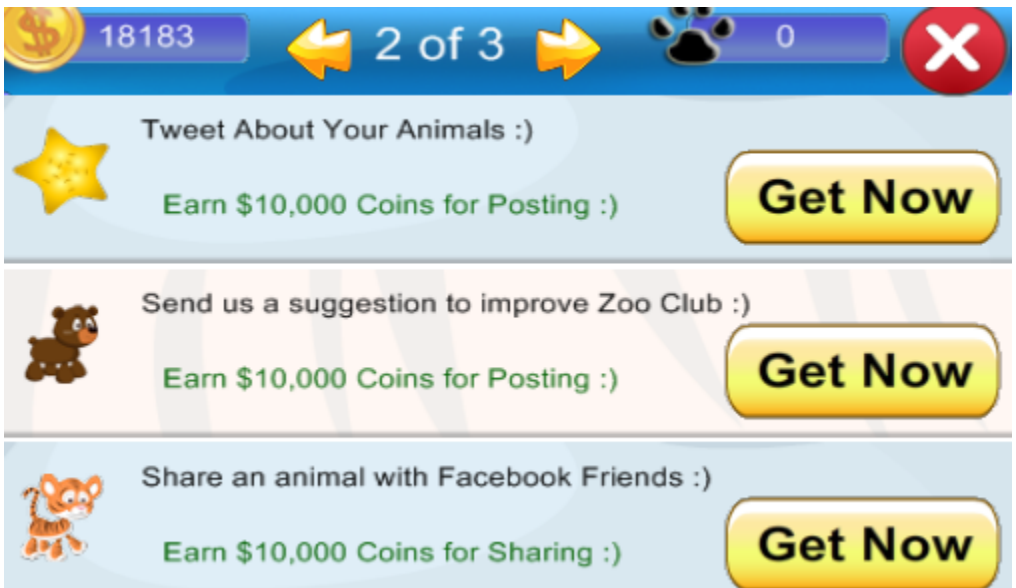 18183
2 of 3
0
Tweet About Your Animals :)
Earn $10,000 Coins for Posting :)
Get Now
Send us a suggestion to improve Zoo Club :)
Earn $10,000 Coins for Posting :)
Get Now
Share an animal with Facebook Friends :)
Earn $10,000 Coins for Sharing :)
Get Now